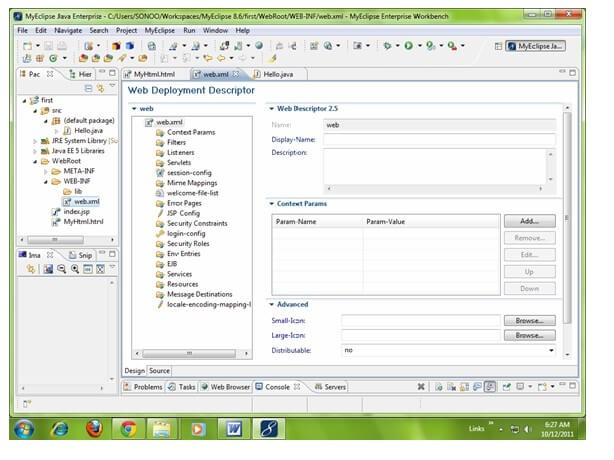 MyEclipse Java Enterprise - C:/Users/SONOO/Workspaces/MyEclipse 8.6/first/WebRoot/WEB-INF/web.xml - MyEclipse Enterprise Workbench
File Edit Navigate Search Project MyEclipse Run Window Help
MyEclipse Ja...
Pac
Hier
first
src
(default package)
Hello.java
JRE System Library [Su
Java EE 5 Libraries
WebRoot
META-INF
WEB-INF
lib
web.xml
index.jsp
MyHtml.html
Ima
Snip
MyHtml.html
web.xml
Hello.java
Web Deployment Descriptor
web
web.xml
Context Params
Filters
Listeners
Servlets
session-config
Mime Mappings
welcome-file-list
Error Pages
JSP Config
Security Constraints
login-config
Security Roles
Env Entries
EJB
Services
Resources
Message Destinations
locale-encoding-mapping-l
Web Descriptor 2.5
Name: web
Display-Name:
Description:
Context Params
Param-Name Param-Value
Add...
Remove...
Edit...
Up
Down
Advanced
Small-Icon: Browse...
Large-Icon: Browse...
Distributable: no
Design Source
Problems Tasks Web Browser Console Servers
Links
6:27 AM
10/12/2011